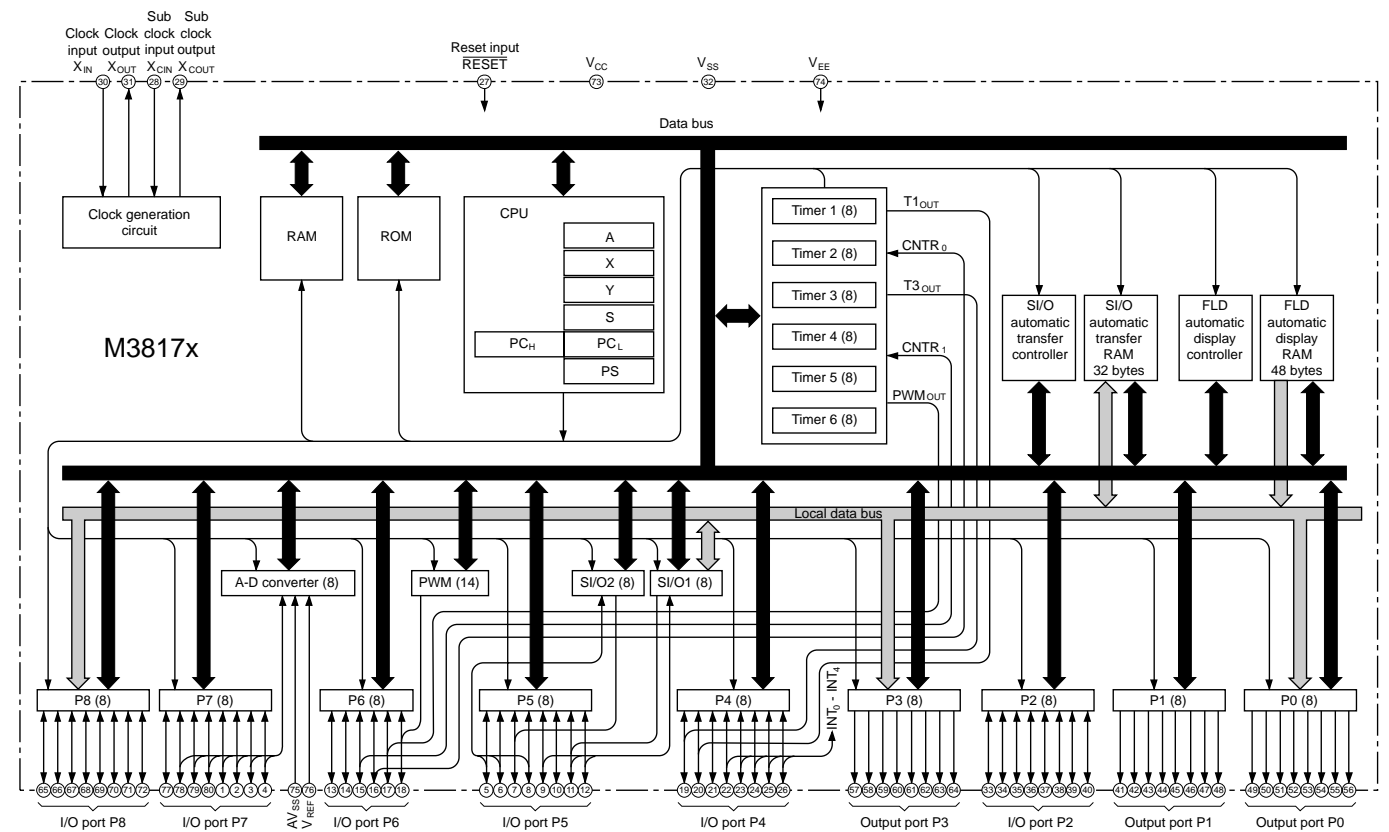 Clock input XIN
Clock output XOUT
Sub clock input XCIN
Sub clock output XCOUT
Reset input RESET
VCC
VSS
VEE
30
31
28
29
27
73
32
74
Data bus
Clock generation circuit
RAM
ROM
CPU
A
X
Y
S
PCH
PCL
PS
M3817x
Timer 1 (8)
Timer 2 (8)
Timer 3 (8)
Timer 4 (8)
Timer 5 (8)
Timer 6 (8)
T1OUT
CNTR0
T3OUT
CNTR1
PWMOUT
SI/O automatic transfer controller
SI/O automatic transfer RAM 32 bytes
FLD automatic display controller
FLD automatic display RAM 48 bytes
Local data bus
A-D converter (8)
PWM (14)
SI/O2 (8)
SI/O1 (8)
INT0 - INT4
P8 (8)
P7 (8)
P6 (8)
P5 (8)
P4 (8)
P3 (8)
P2 (8)
P1 (8)
P0 (8)
65 66 67 68 69 70 71 72
77 78 79 80 1 2 3 4
75 76
13 14 15 16 17 18
5 6 7 8 9 10 11 12
19 20 21 22 23 24 25 26
57 58 59 60 61 62 63 64
33 34 35 36 37 38 39 40
41 42 43 44 45 46 47 48
49 50 51 52 53 54 55 56
AVSS
VREF
I/O port P8
I/O port P7
I/O port P6
I/O port P5
I/O port P4
Output port P3
I/O port P2
Output port P1
Output port P0